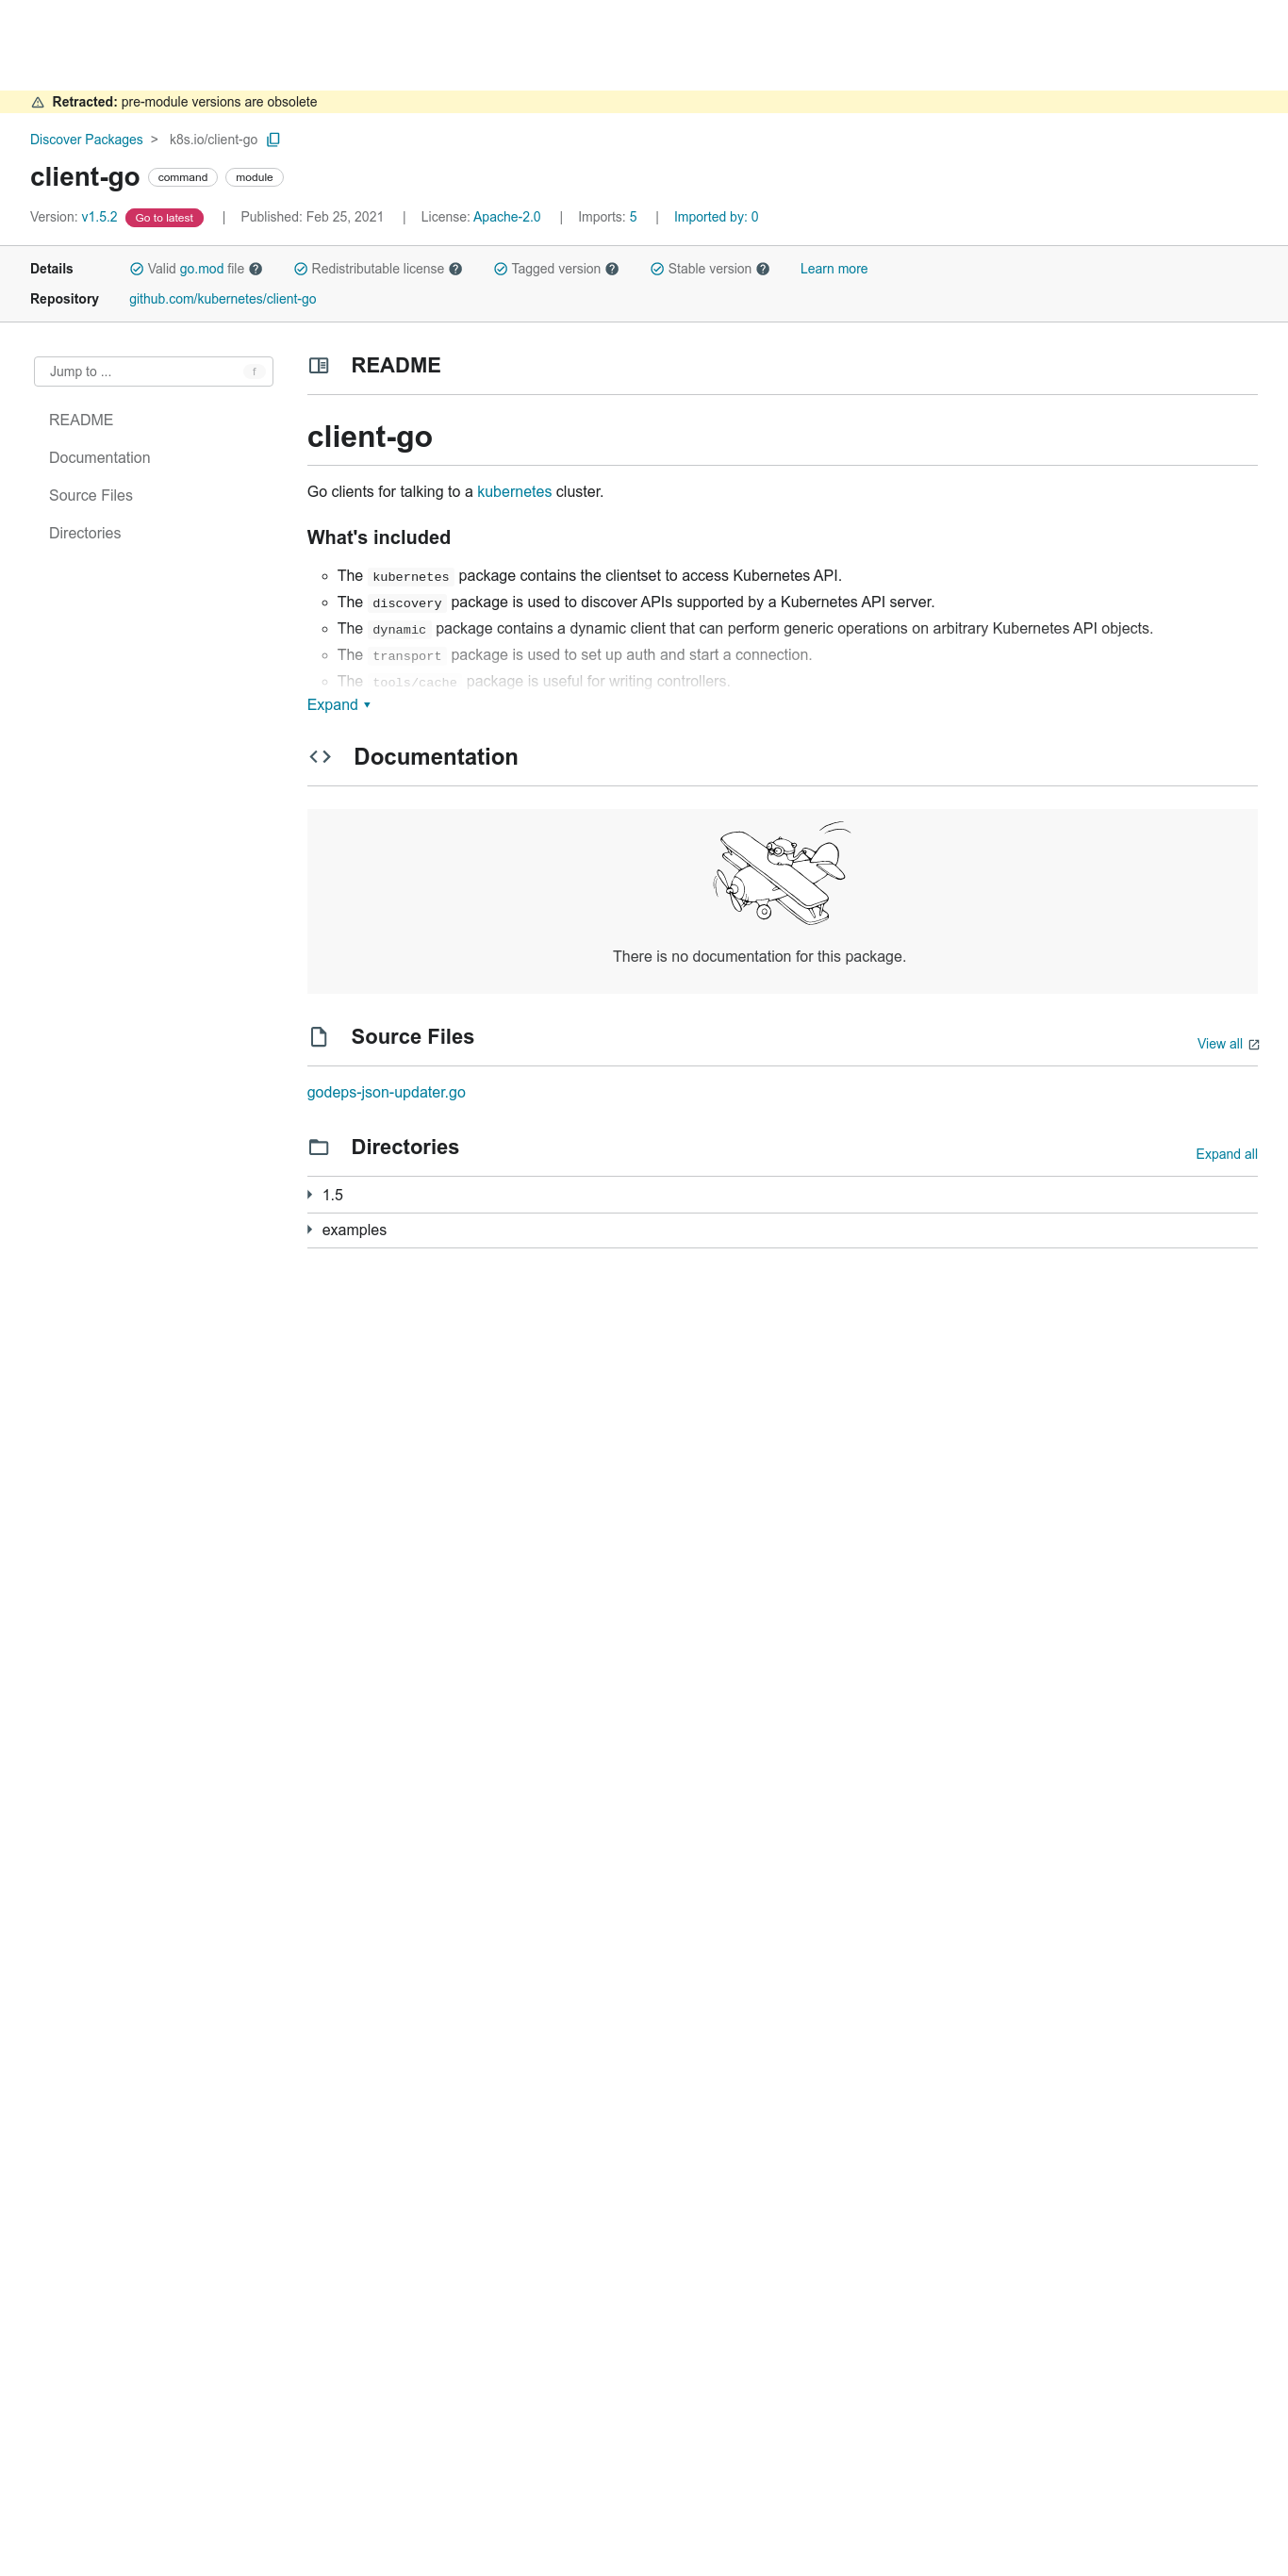 Retracted: pre-module versions are obsolete
Discover Packages > k8s.io/client-go
client-go command module
Version: v1.5.2 Go to latest | Published: Feb 25, 2021 | License: Apache-2.0 | Imports: 5 | Imported by: 0
Details Valid go.mod file Redistributable license Tagged version Stable version Learn more
Repository github.com/kubernetes/client-go
Jump to ... f
README
Documentation
Source Files
Directories
README
client-go
Go clients for talking to a kubernetes cluster.
What's included
The kubernetes package contains the clientset to access Kubernetes API.
The discovery package is used to discover APIs supported by a Kubernetes API server.
The dynamic package contains a dynamic client that can perform generic operations on arbitrary Kubernetes API objects.
The transport package is used to set up auth and start a connection.
The tools/cache package is useful for writing controllers.
Expand ▾
Documentation
There is no documentation for this package.
Source Files View all
godeps-json-updater.go
Directories Expand all
1.5
examples